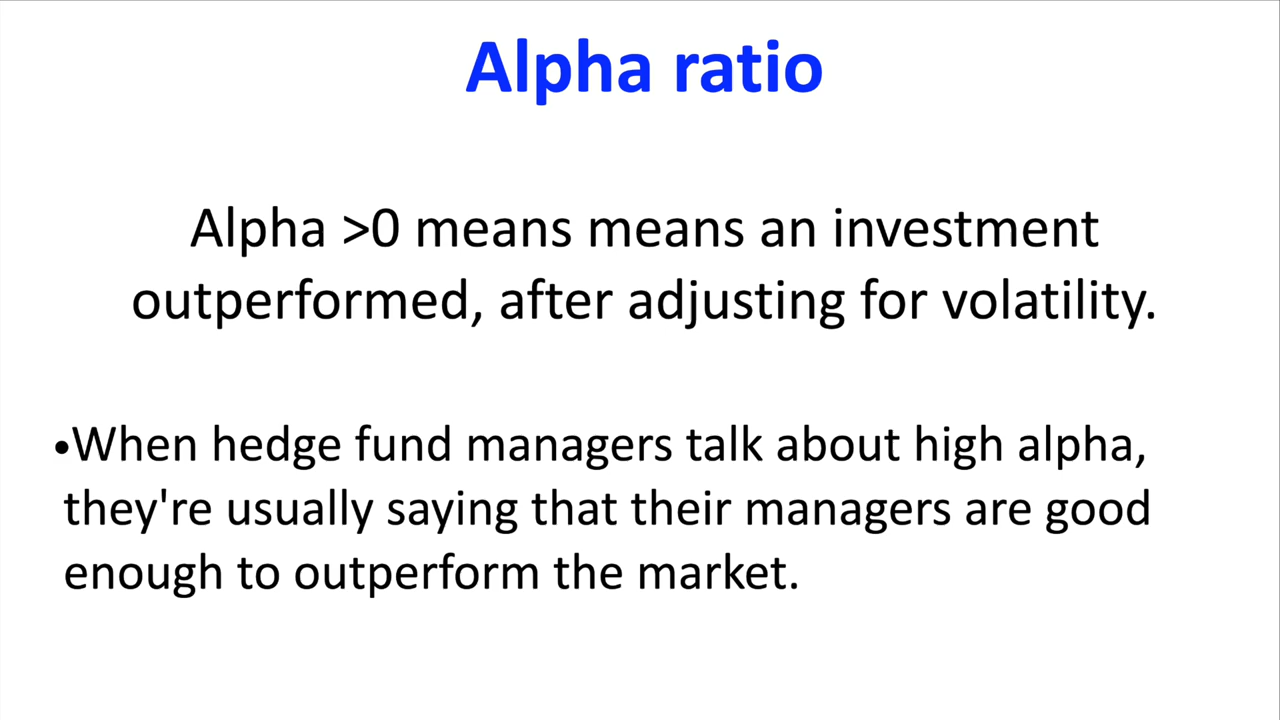 Alpha ratio
Alpha >0 means means an investment
outperformed, after adjusting for volatility.
•When hedge fund managers talk about high alpha,
they're usually saying that their managers are good
enough to outperform the market.